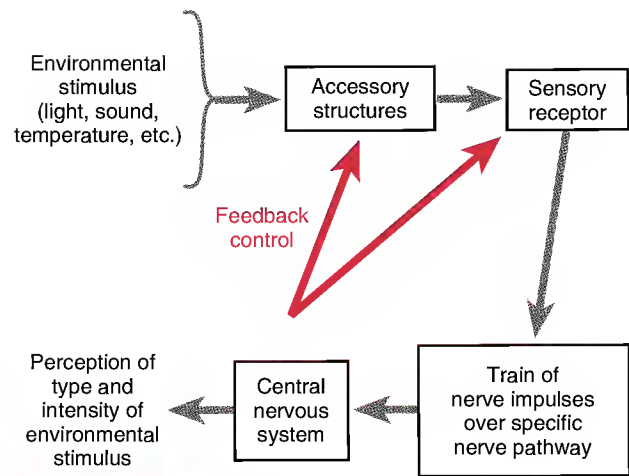 Environmental
stimulus
(light, sound,
temperature, etc.)
Accessory
structures
Sensory
receptor
Feedback
control
Perception of
type and
intensity of
environmental
stimulus
Central
nervous
system
Train of
nerve impulses
over specific
nerve pathway